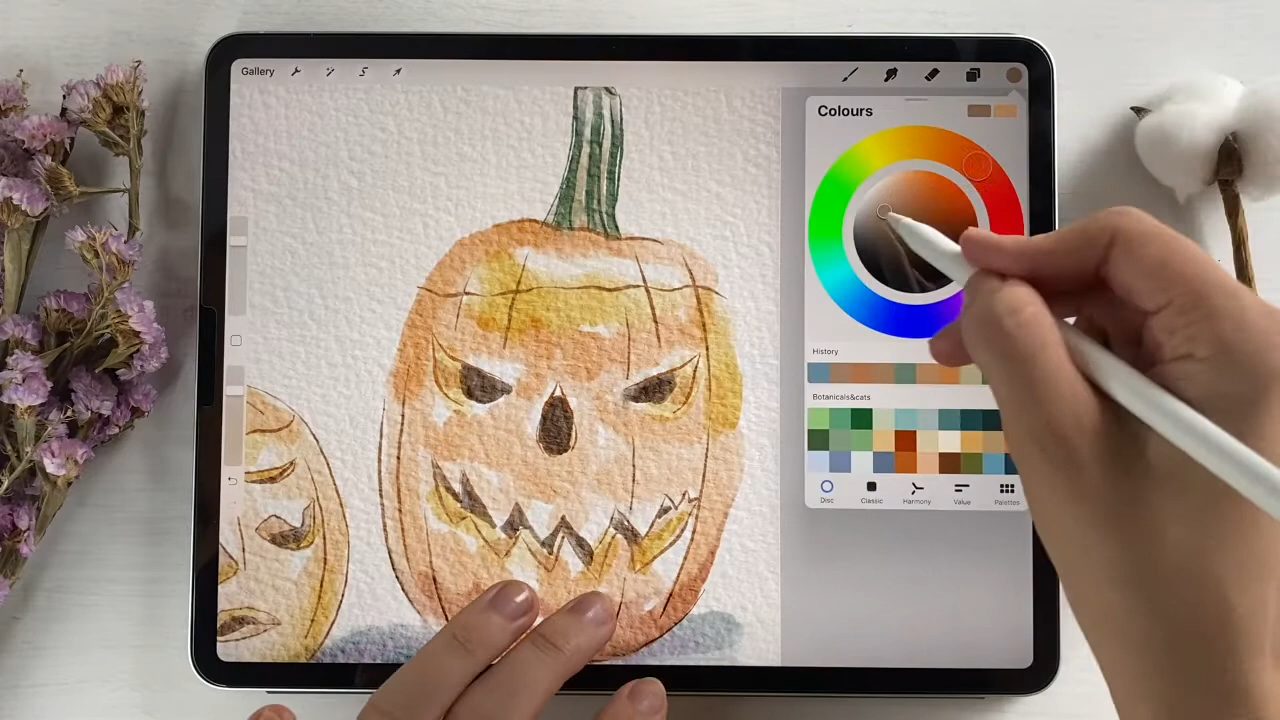 Gallery
Colours
History
Botanicals&cats
Disc
Classic
Harmony
Value
Palettes